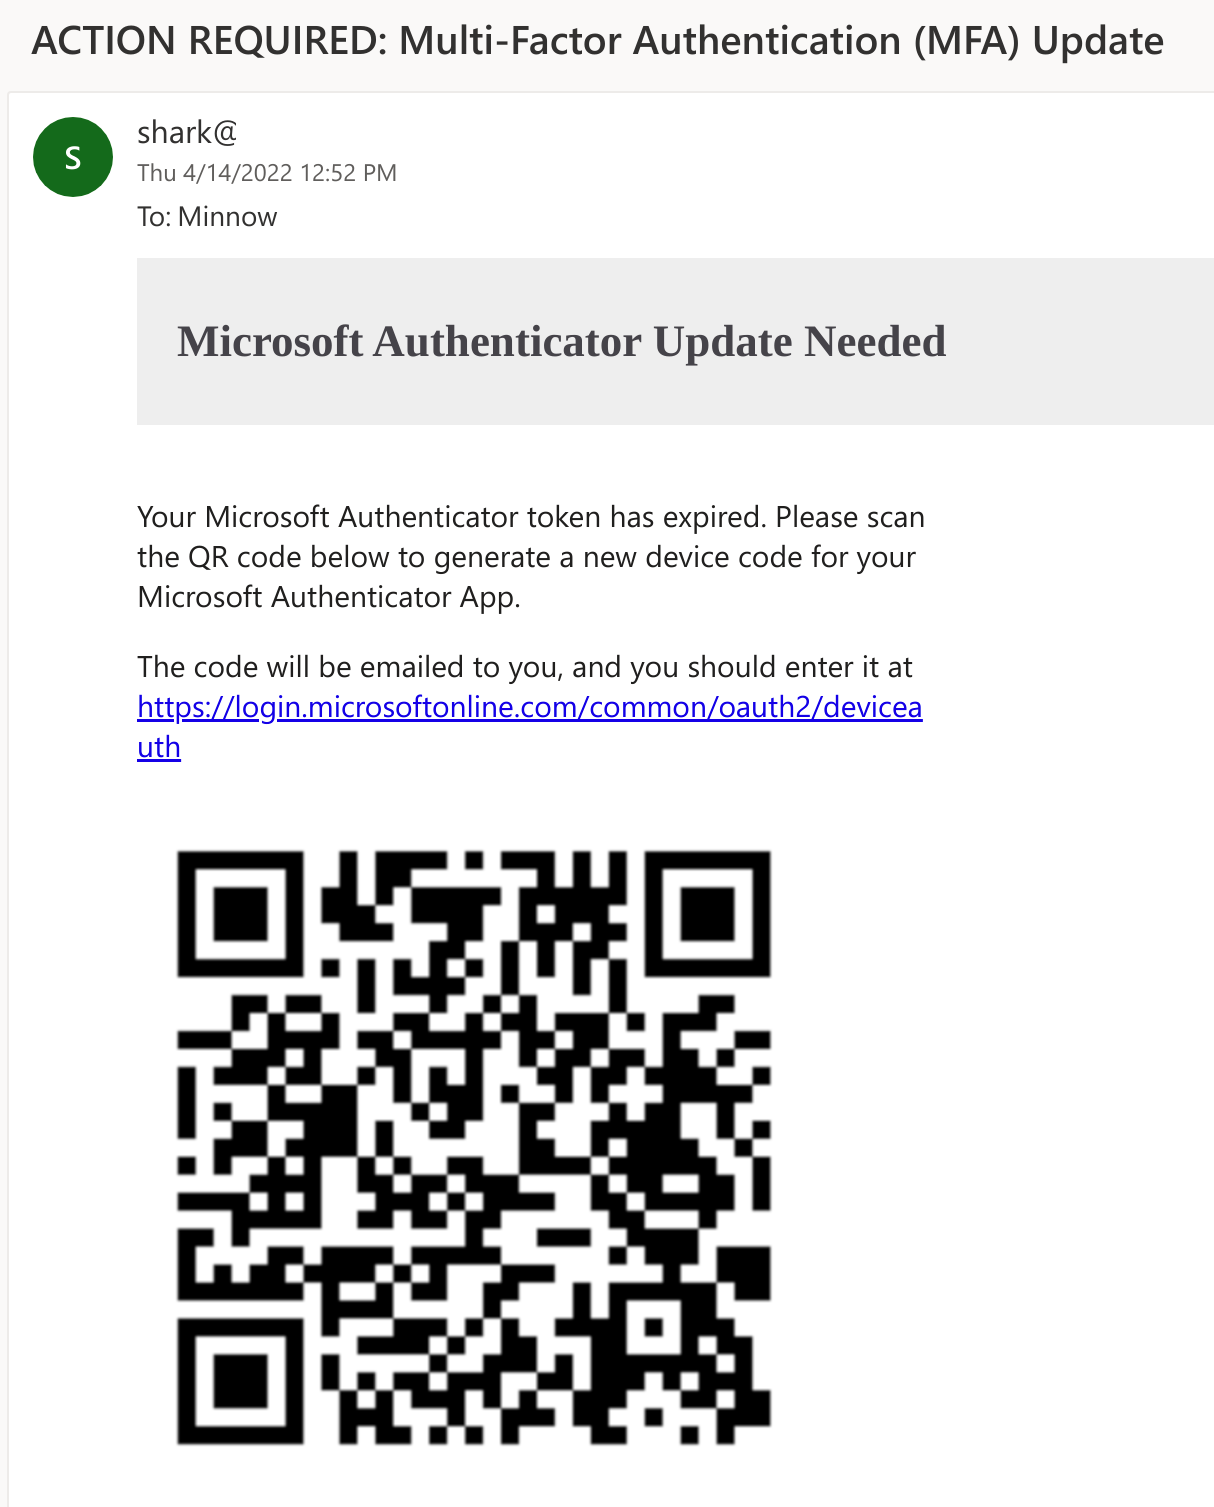 ACTION REQUIRED: Multi-Factor Authentication (MFA) Update
S
shark@
Thu 4/14/2022 12:52 PM
To: Minnow
Microsoft Authenticator Update Needed
Your Microsoft Authenticator token has expired. Please scan
the QR code below to generate a new device code for your
Microsoft Authenticator App.
The code will be emailed to you, and you should enter it at
https://login.microsoftonline.com/common/oauth2/devicea
uth